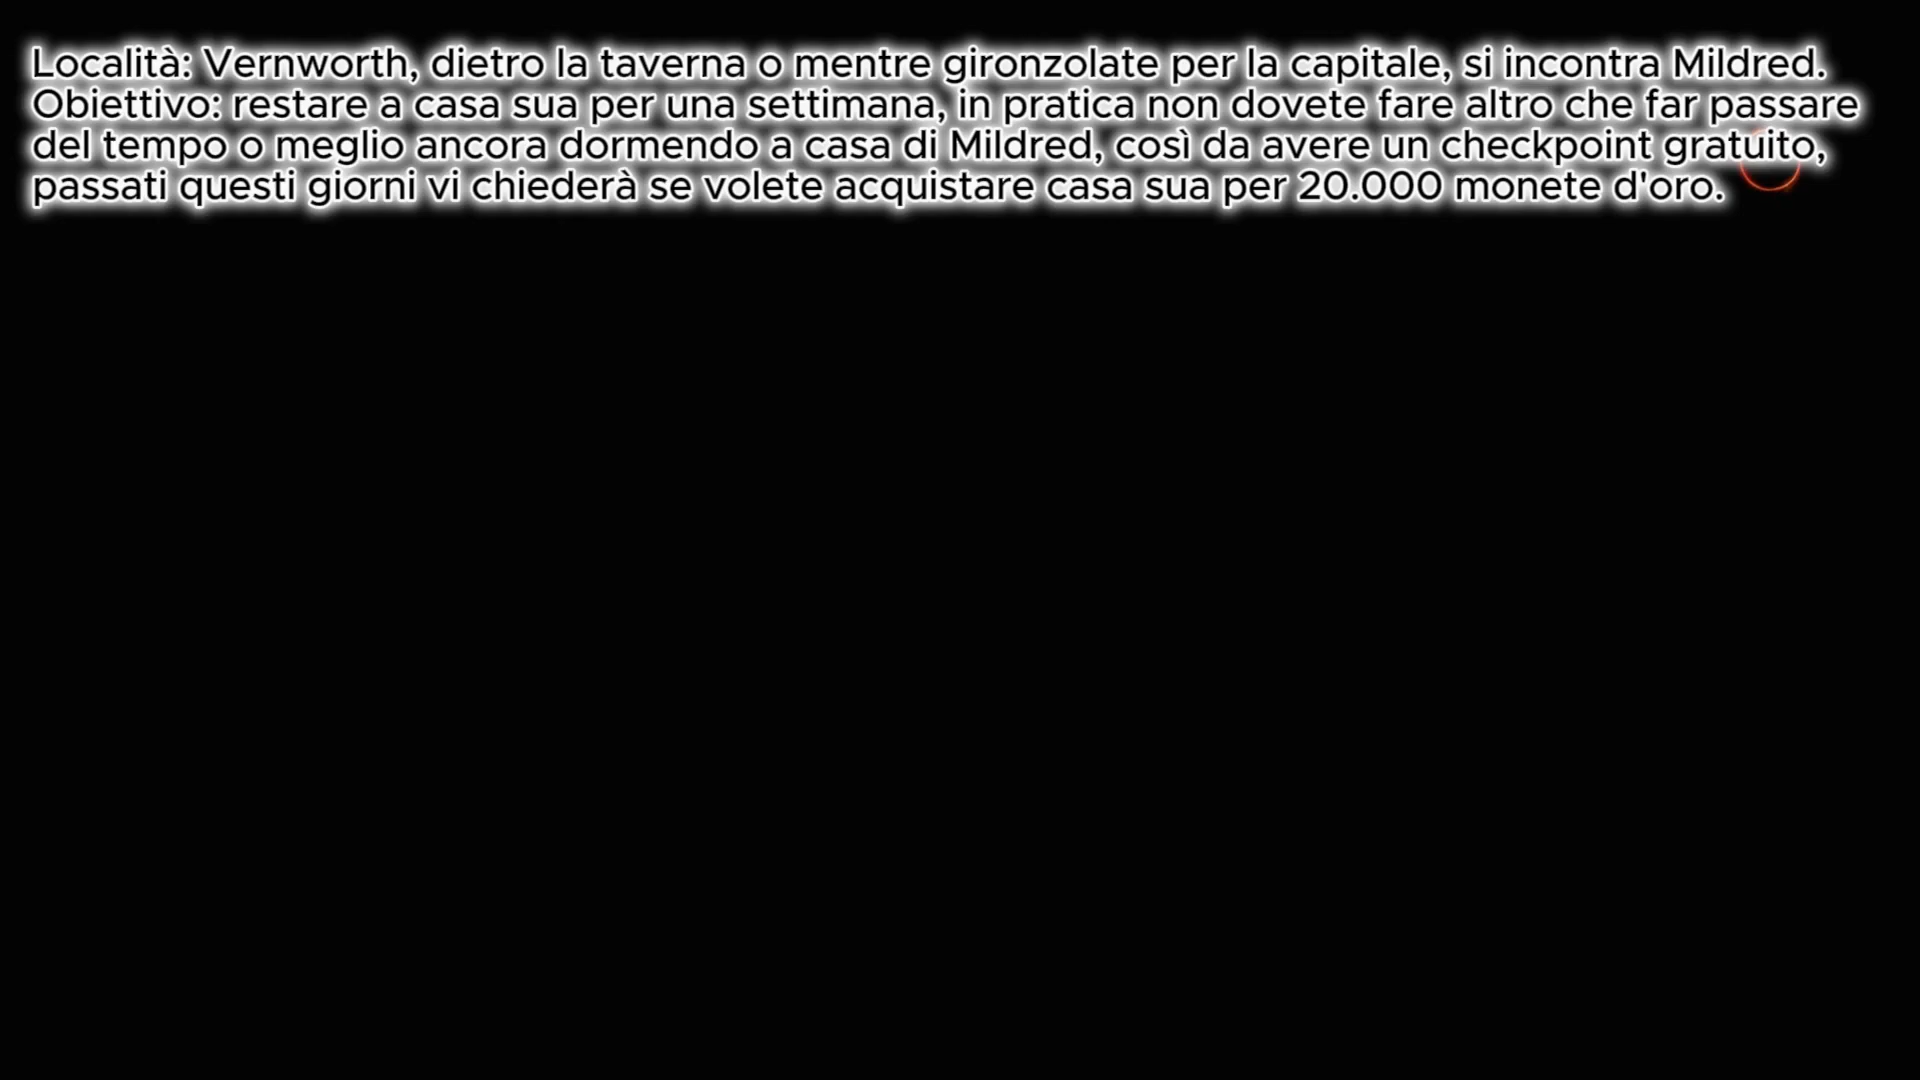 Località: Vernworth, dietro la taverna o mentre gironzolate per la capitale, si incontra Mildred.
Obiettivo: restare a casa sua per una settimana, in pratica non dovete fare altro che far passare
del tempo o meglio ancora dormendo a casa di Mildred, così da avere un checkpoint gratuito,
passati questi giorni vi chiederà se volete acquistare casa sua per 20.000 monete d'oro.